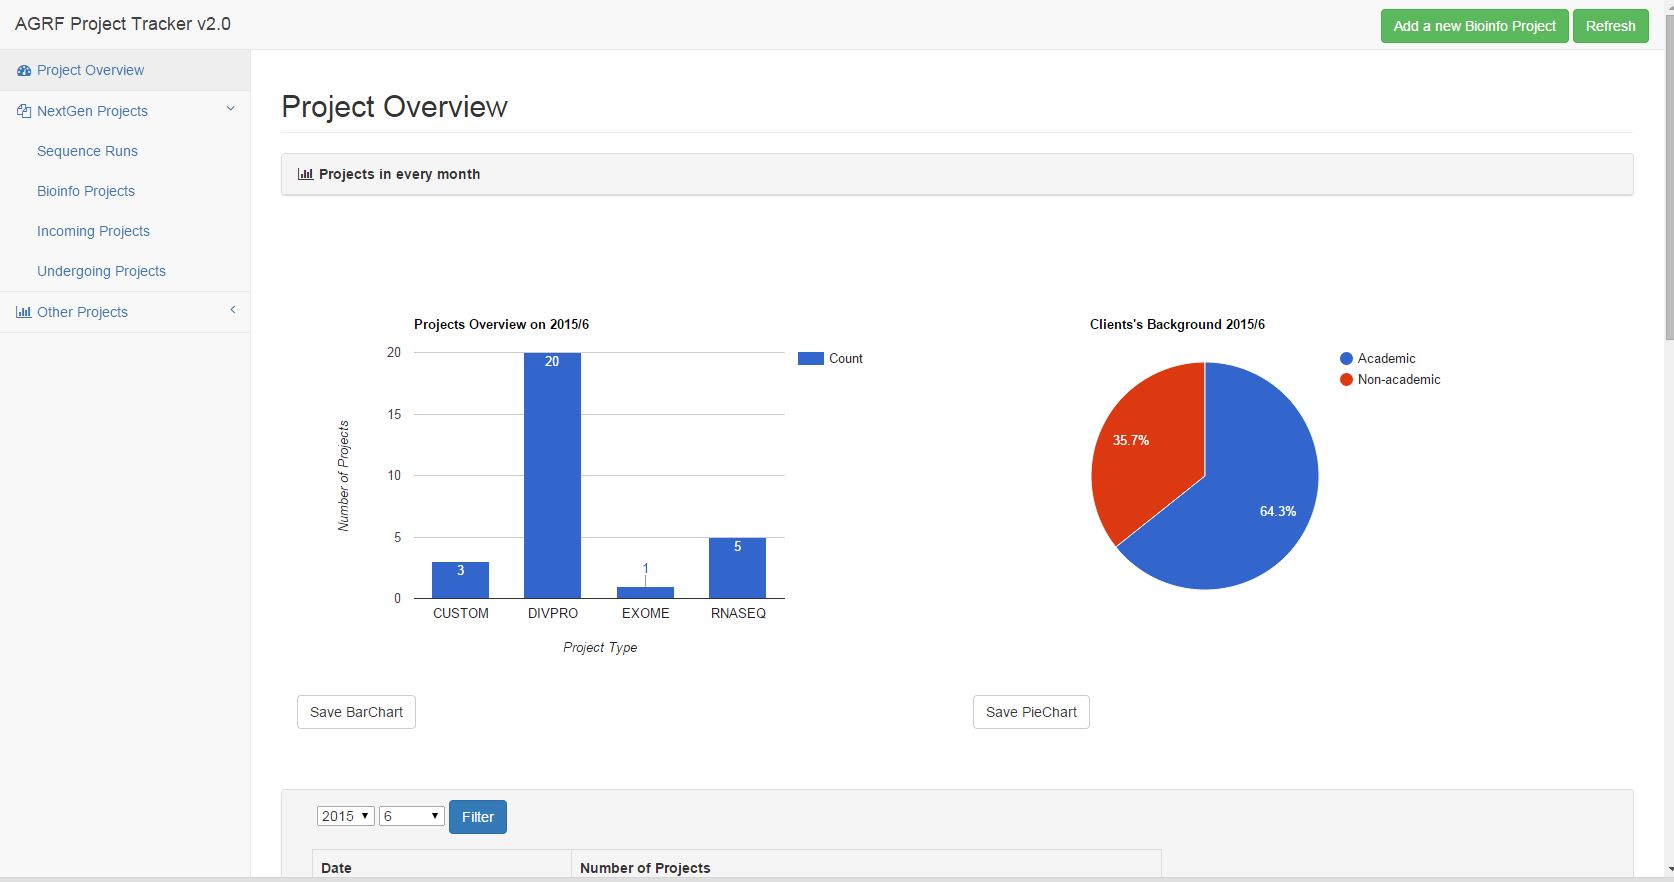 AGRF Project Tracker v2.0
Add a new Bioinfo Project
Refresh
Project Overview
NextGen Projects
Sequence Runs
Bioinfo Projects
Incoming Projects
Undergoing Projects
Other Projects
Project Overview
Projects in every month
Projects Overview on 2015/6
20
15
10
5
0
Number of Projects
3
20
1
5
CUSTOM
DIVPRO
EXOME
RNASEQ
Project Type
Count
Save BarChart
Clients's Background 2015/6
35.7%
64.3%
Academic
Non-academic
Save PieChart
2015
6
Filter
Date
Number of Projects